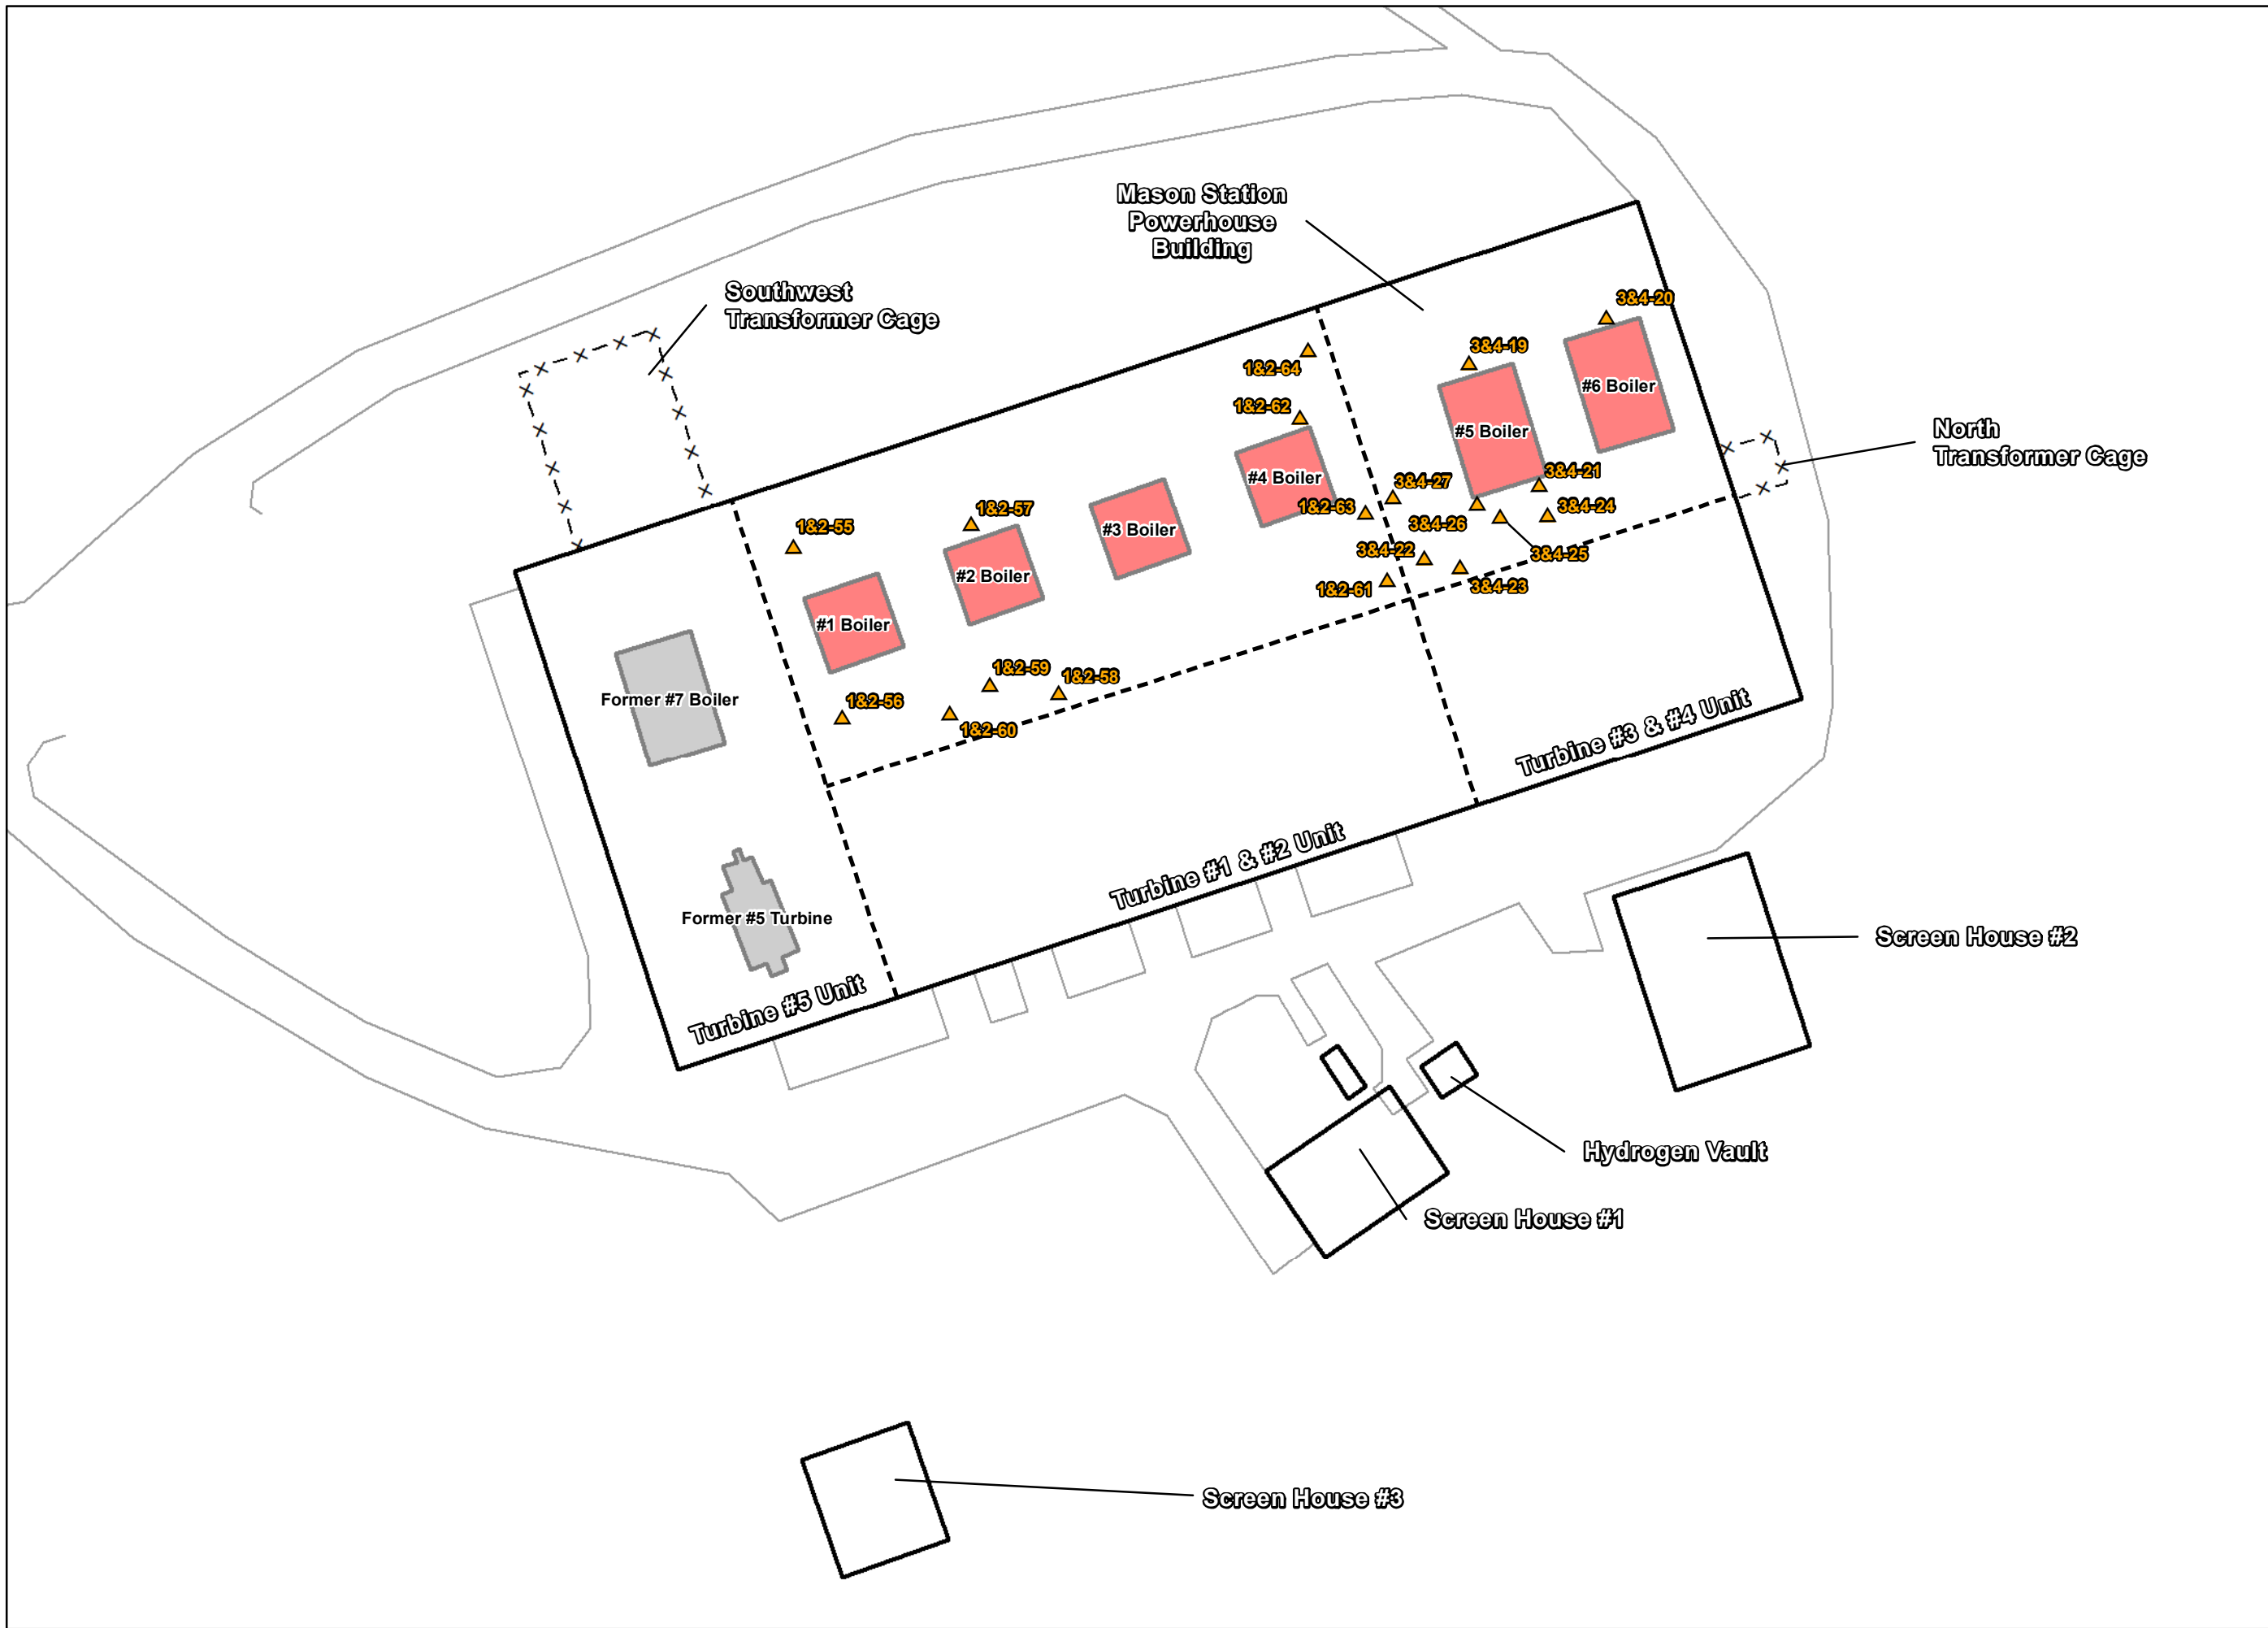 Mason Station
Powerhouse
Building
Southwest
Transformer Cage
3&4-20
3&4-19
1&2-64
#6 Boiler
1&2-62
#5 Boiler
North
Transformer Cage
#4 Boiler
3&4-27
3&4-21
1&2-63
3&4-24
3&4-26
1&2-57
1&2-55
#3 Boiler
3&4-22
3&4-25
#2 Boiler
1&2-61
3&4-23
#1 Boiler
1&2-59
1&2-58
Former #7 Boiler
1&2-56
1&2-60
Turbine #3 & #4 Unit
Turbine #1 & #2 Unit
Former #5 Turbine
Screen House #2
Turbine #5 Unit
Hydrogen Vault
Screen House #1
Screen House #3